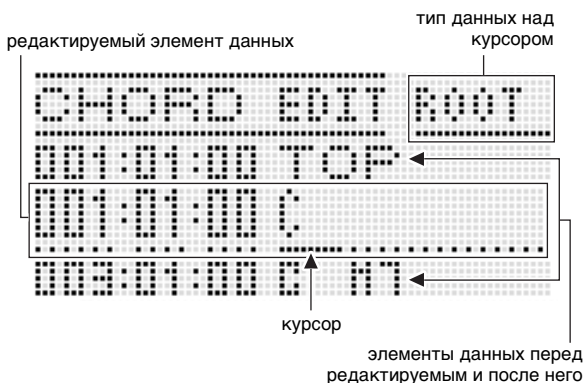 тип данных над
курсором
редактируемый элемент данных
CHORD EDIT ROOT
001:01:00 TOP
001:01:00 C
003:01:00 G M7
курсор
элементы данных перед
редактируемым и после него